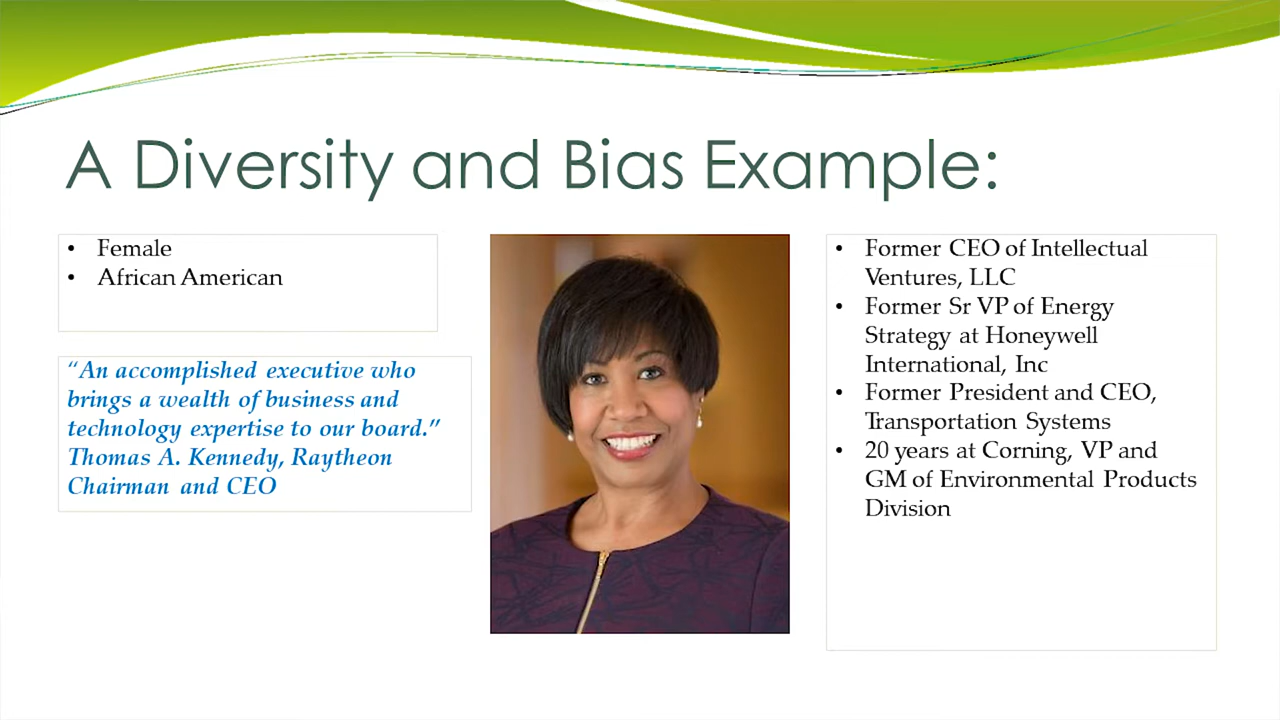 A Diversity and Bias Example:
• Female
• African American
“An accomplished executive who
brings a wealth of business and
technology expertise to our board.”
Thomas A. Kennedy, Raytheon
Chairman and CEO
• Former CEO of Intellectual
Ventures, LLC
• Former Sr VP of Energy
Strategy at Honeywell
International, Inc
• Former President and CEO,
Transportation Systems
• 20 years at Corning, VP and
GM of Environmental Products
Division